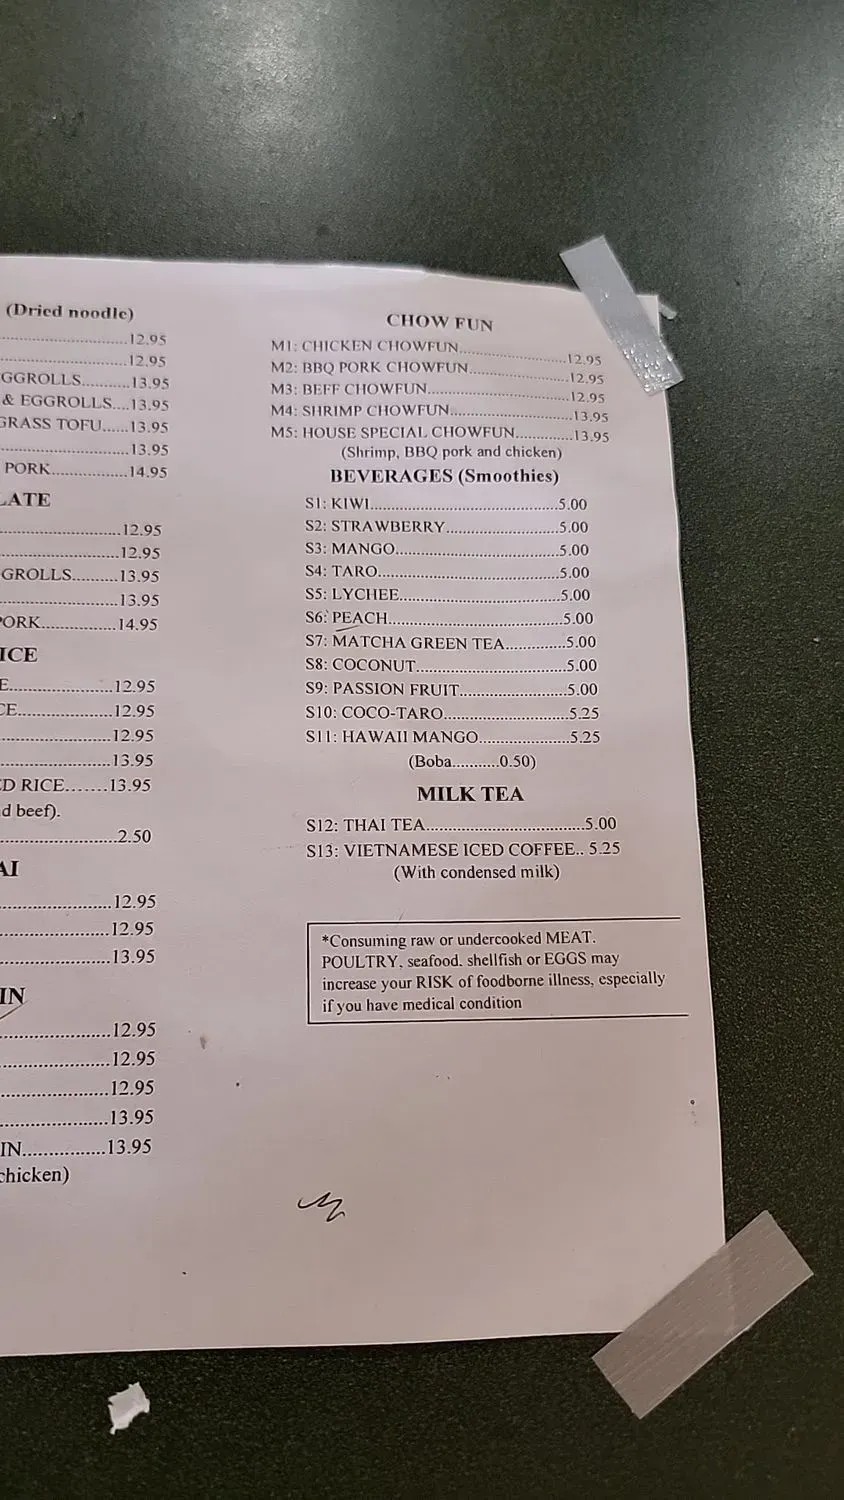 (Dried noodle)
..............................12.95
..............................12.95
GGROLLS..........13.95
& EGGROLLS....13.95
GRASS TOFU......13.95
..............................13.95
PORK.................14.95
LATE
..............................12.95
..............................12.95
GROLLS..........13.95
..............................13.95
ORK.................14.95
ICE
E......................12.95
CE....................12.95
..............................12.95
..............................13.95
D RICE.......13.95
d beef).
..............................2.50
AI
..............................12.95
..............................12.95
..............................13.95
IN
..............................12.95
..............................12.95
..............................12.95
..............................13.95
IN................13.95
chicken)
CHOW FUN
M1: CHICKEN CHOWFUN..........................12.95
M2: BBQ PORK CHOWFUN........................12.95
M3: BEFF CHOWFUN.................................12.95
M4: SHRIMP CHOWFUN............................13.95
M5: HOUSE SPECIAL CHOWFUN..............13.95
(Shrimp, BBQ pork and chicken)
BEVERAGES (Smoothies)
S1: KIWI............................................5.00
S2: STRAWBERRY..........................5.00
S3: MANGO......................................5.00
S4: TARO..........................................5.00
S5: LYCHEE.....................................5.00
S6: PEACH........................................5.00
S7: MATCHA GREEN TEA..............5.00
S8: COCONUT..................................5.00
S9: PASSION FRUIT.........................5.00
S10: COCO-TARO.............................5.25
S11: HAWAII MANGO.....................5.25
(Boba...........0.50)
MILK TEA
S12: THAI TEA....................................5.00
S13: VIETNAMESE ICED COFFEE.. 5.25
(With condensed milk)
*Consuming raw or undercooked MEAT.
POULTRY, seafood. shellfish or EGGS may
increase your RISK of foodborne illness, especially
if you have medical condition